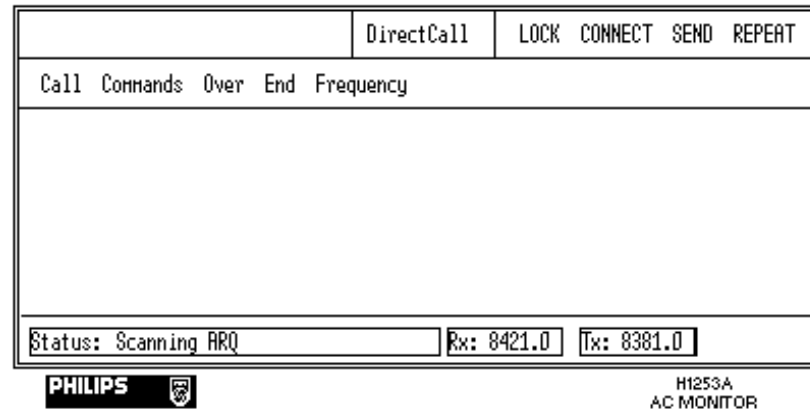 DirectCall LOCK CONNECT SEND REPEAT
Call Commands Over End Frequency
Status: Scanning ARQ Rx: 8421.0 Tx: 8381.0
PHILIPS H1253A
AC MONITOR